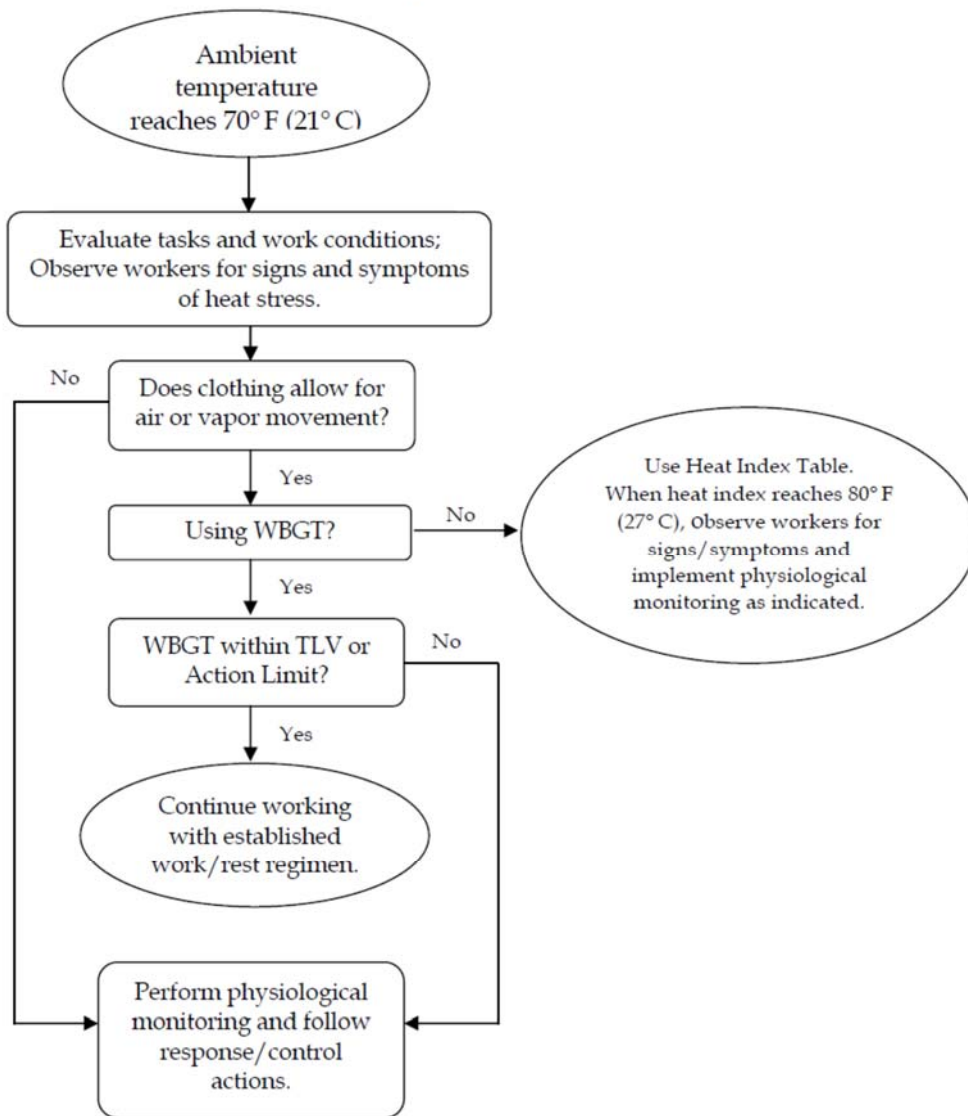 Ambient
temperature
reaches 70° F (21° C)
Evaluate tasks and work conditions;
Observe workers for signs and symptoms
of heat stress.
No
Does clothing allow for
air or vapor movement?
Yes
Using WBGT?
No
Use Heat Index Table.
When heat index reaches 80° F
(27° C), Observe workers for
signs/symptoms and
implement physiological
monitoring as indicated.
Yes
WBGT within TLV or
Action Limit?
No
Yes
Continue working
with established
work/rest regimen.
Perform physiological
monitoring and follow
response/control
actions.